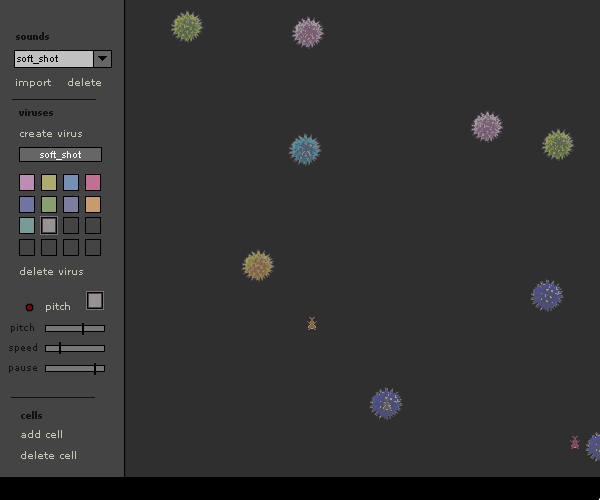 sounds
soft_shot
import delete
viruses
create virus
soft_shot
delete virus
pitch
pitch
speed
pause
cells
add cell
delete cell